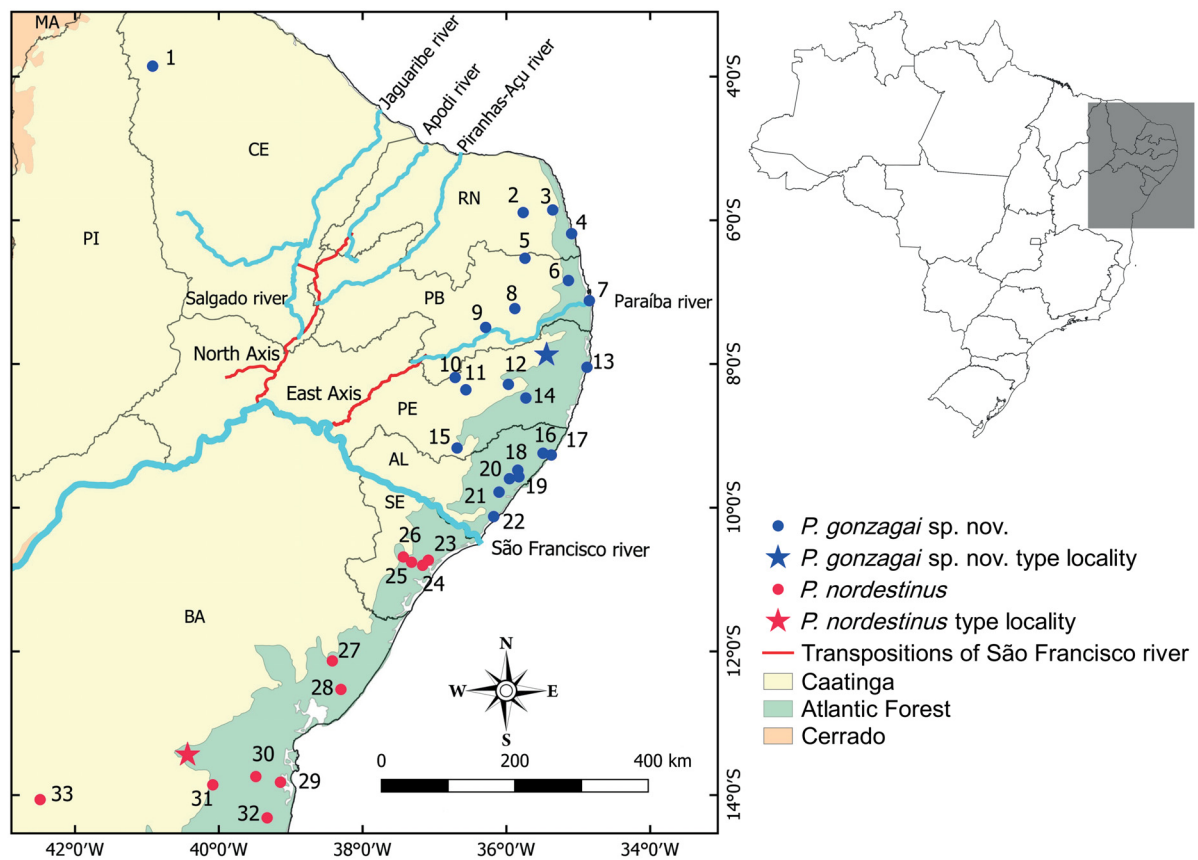 MA
1
Jaguaribe river
Apodi river
Piranhas-Açu river
4°0'S
CE
RN
2
3
4
6°0'S
PI
5
6
Salgado river
PB
8
7
Paraíba river
9
North Axis
8°0'S
10
11
12
13
East Axis
PE
14
15
16
17
AL
18
20
19
21
SE
22
10°0'S
26
23
São Francisco river
25
24
BA
27
12°0'S
28
N
W
E
S
30
0
200
400 km
29
31
33
32
14°0'S
42°0'W
40°0'W
38°0'W
36°0'W
34°0'W
P. gonzagai sp. nov.
P. gonzagai sp. nov. type locality
P. nordestinus
P. nordestinus type locality
Transpositions of São Francisco river
Caatinga
Atlantic Forest
Cerrado